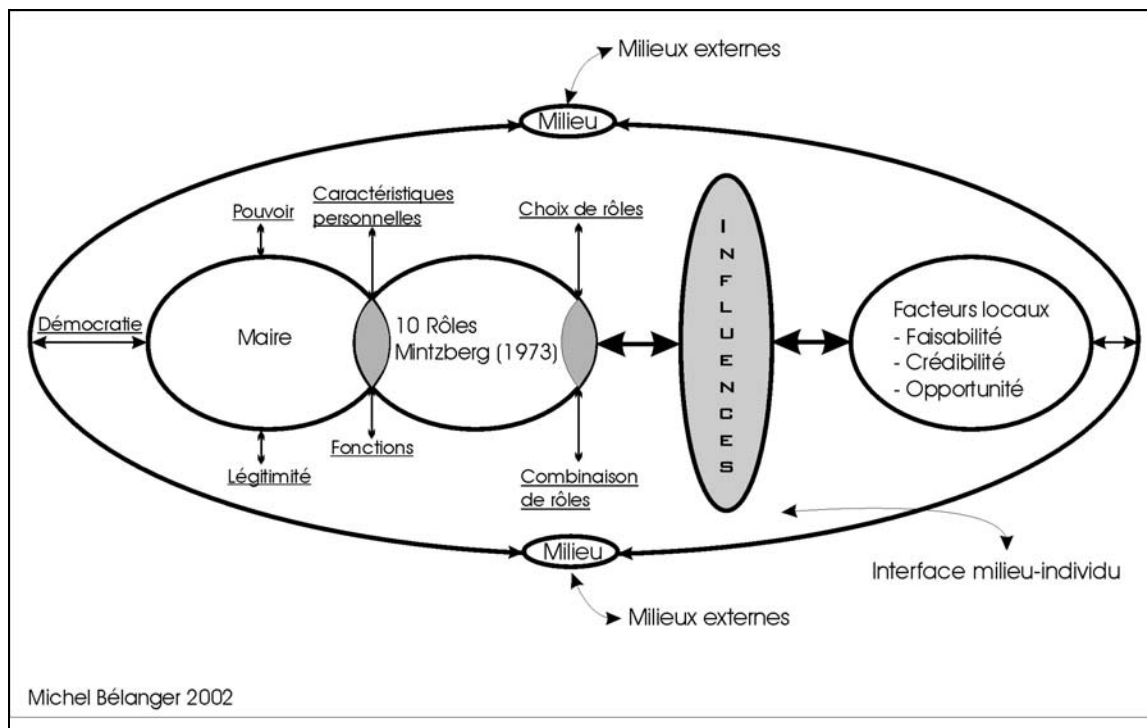 Milieux externes
Milieu
Caractéristiques
personnelles
Pouvoir
Choix de rôles
INFLUENCES
Démocratie
Maire
10 Rôles
Mintzberg (1973)
Facteurs locaux
- Faisabilité
- Crédibilité
- Opportunité
Légitimité
Fonctions
Combinaison
de rôles
Milieu
Interface milieu-individu
Milieux externes
Michel Bélanger 2002